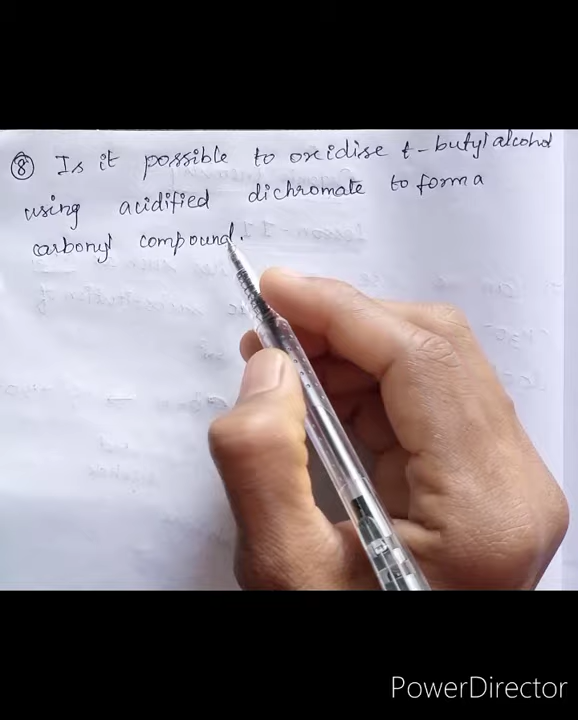 ⑧ Is it possible to oxidise t-butyl alcohol
using acidified dichromate to form a
carbonyl compound.
PowerDirector